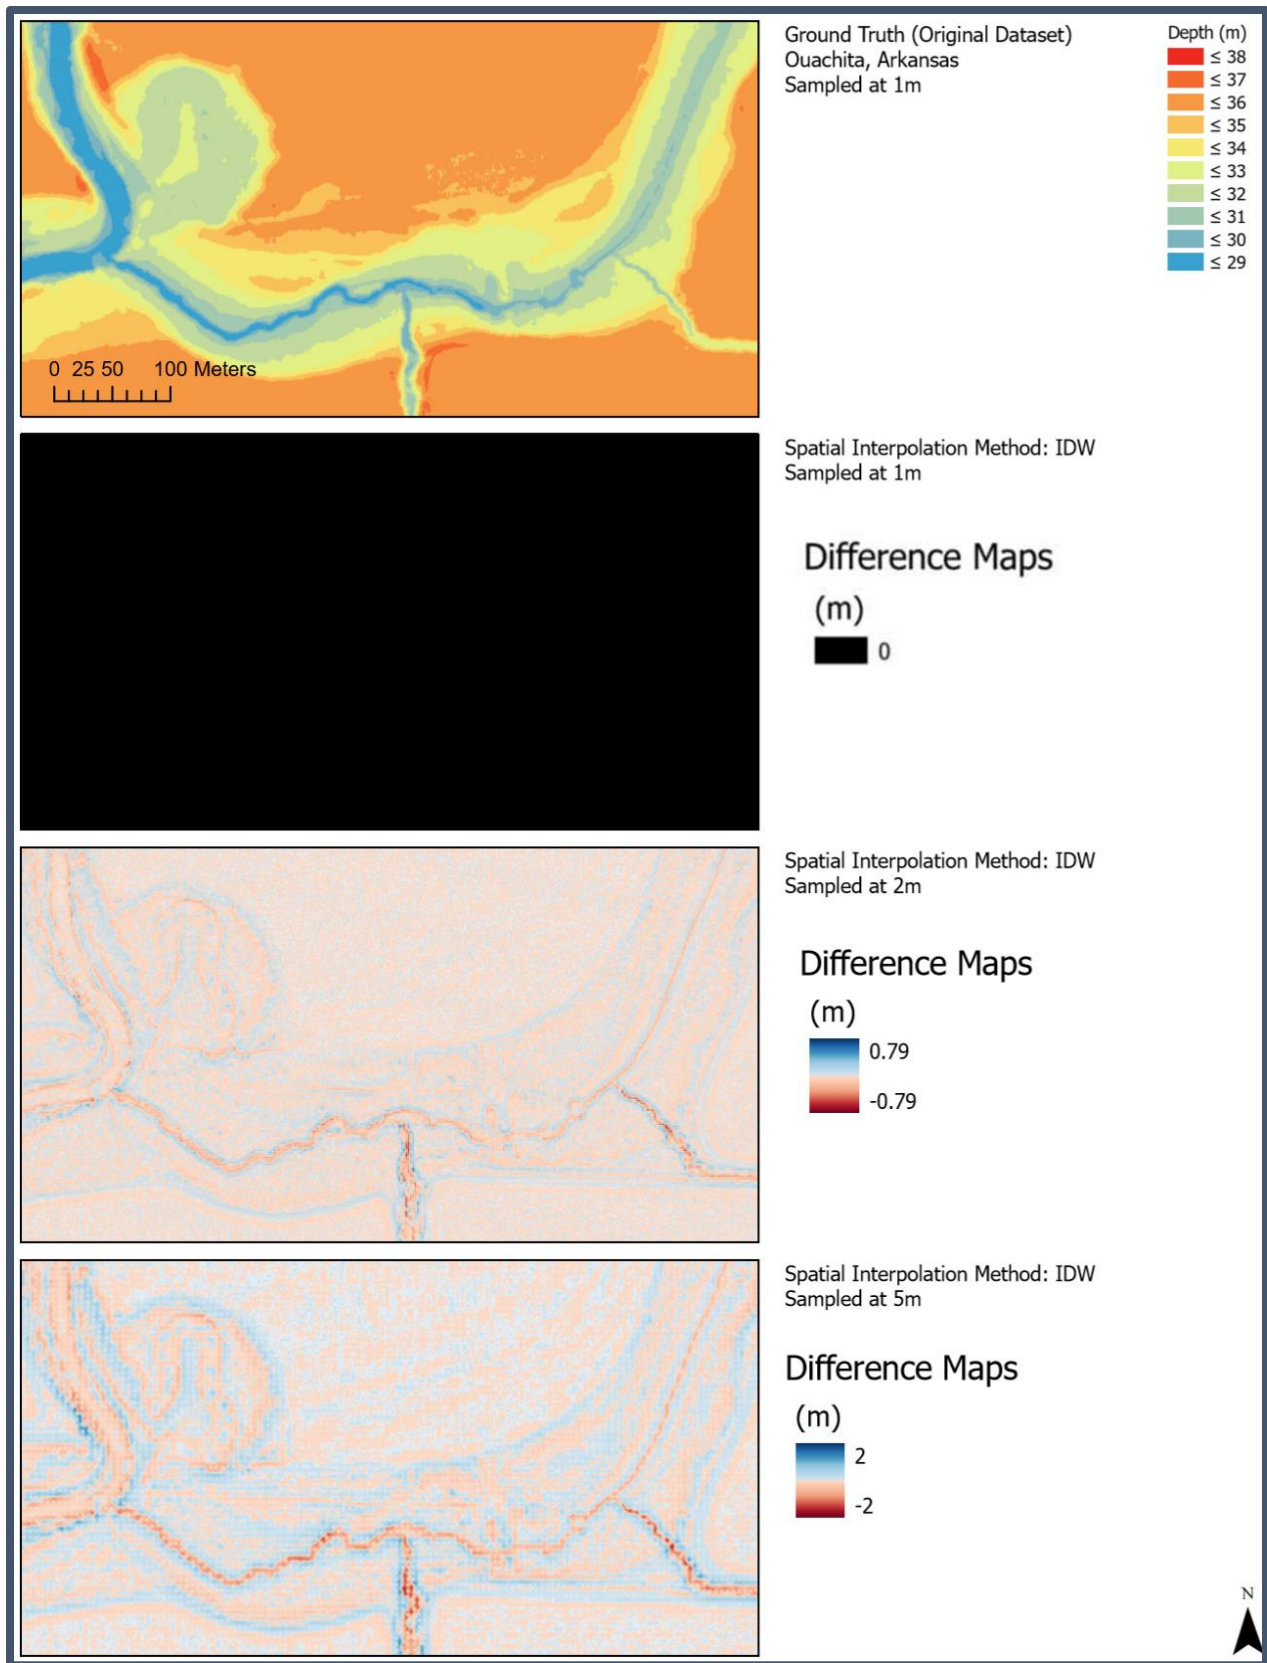 Ground Truth (Original Dataset)
Ouachita, Arkansas
Sampled at 1m
Depth (m)
≤ 38
≤ 37
≤ 36
≤ 35
≤ 34
≤ 33
≤ 32
≤ 31
≤ 30
≤ 29
0 25 50 100 Meters
Spatial Interpolation Method: IDW
Sampled at 1m
Difference Maps
(m)
0
Spatial Interpolation Method: IDW
Sampled at 2m
Difference Maps
(m)
0.79
-0.79
Spatial Interpolation Method: IDW
Sampled at 5m
Difference Maps
(m)
2
-2
N